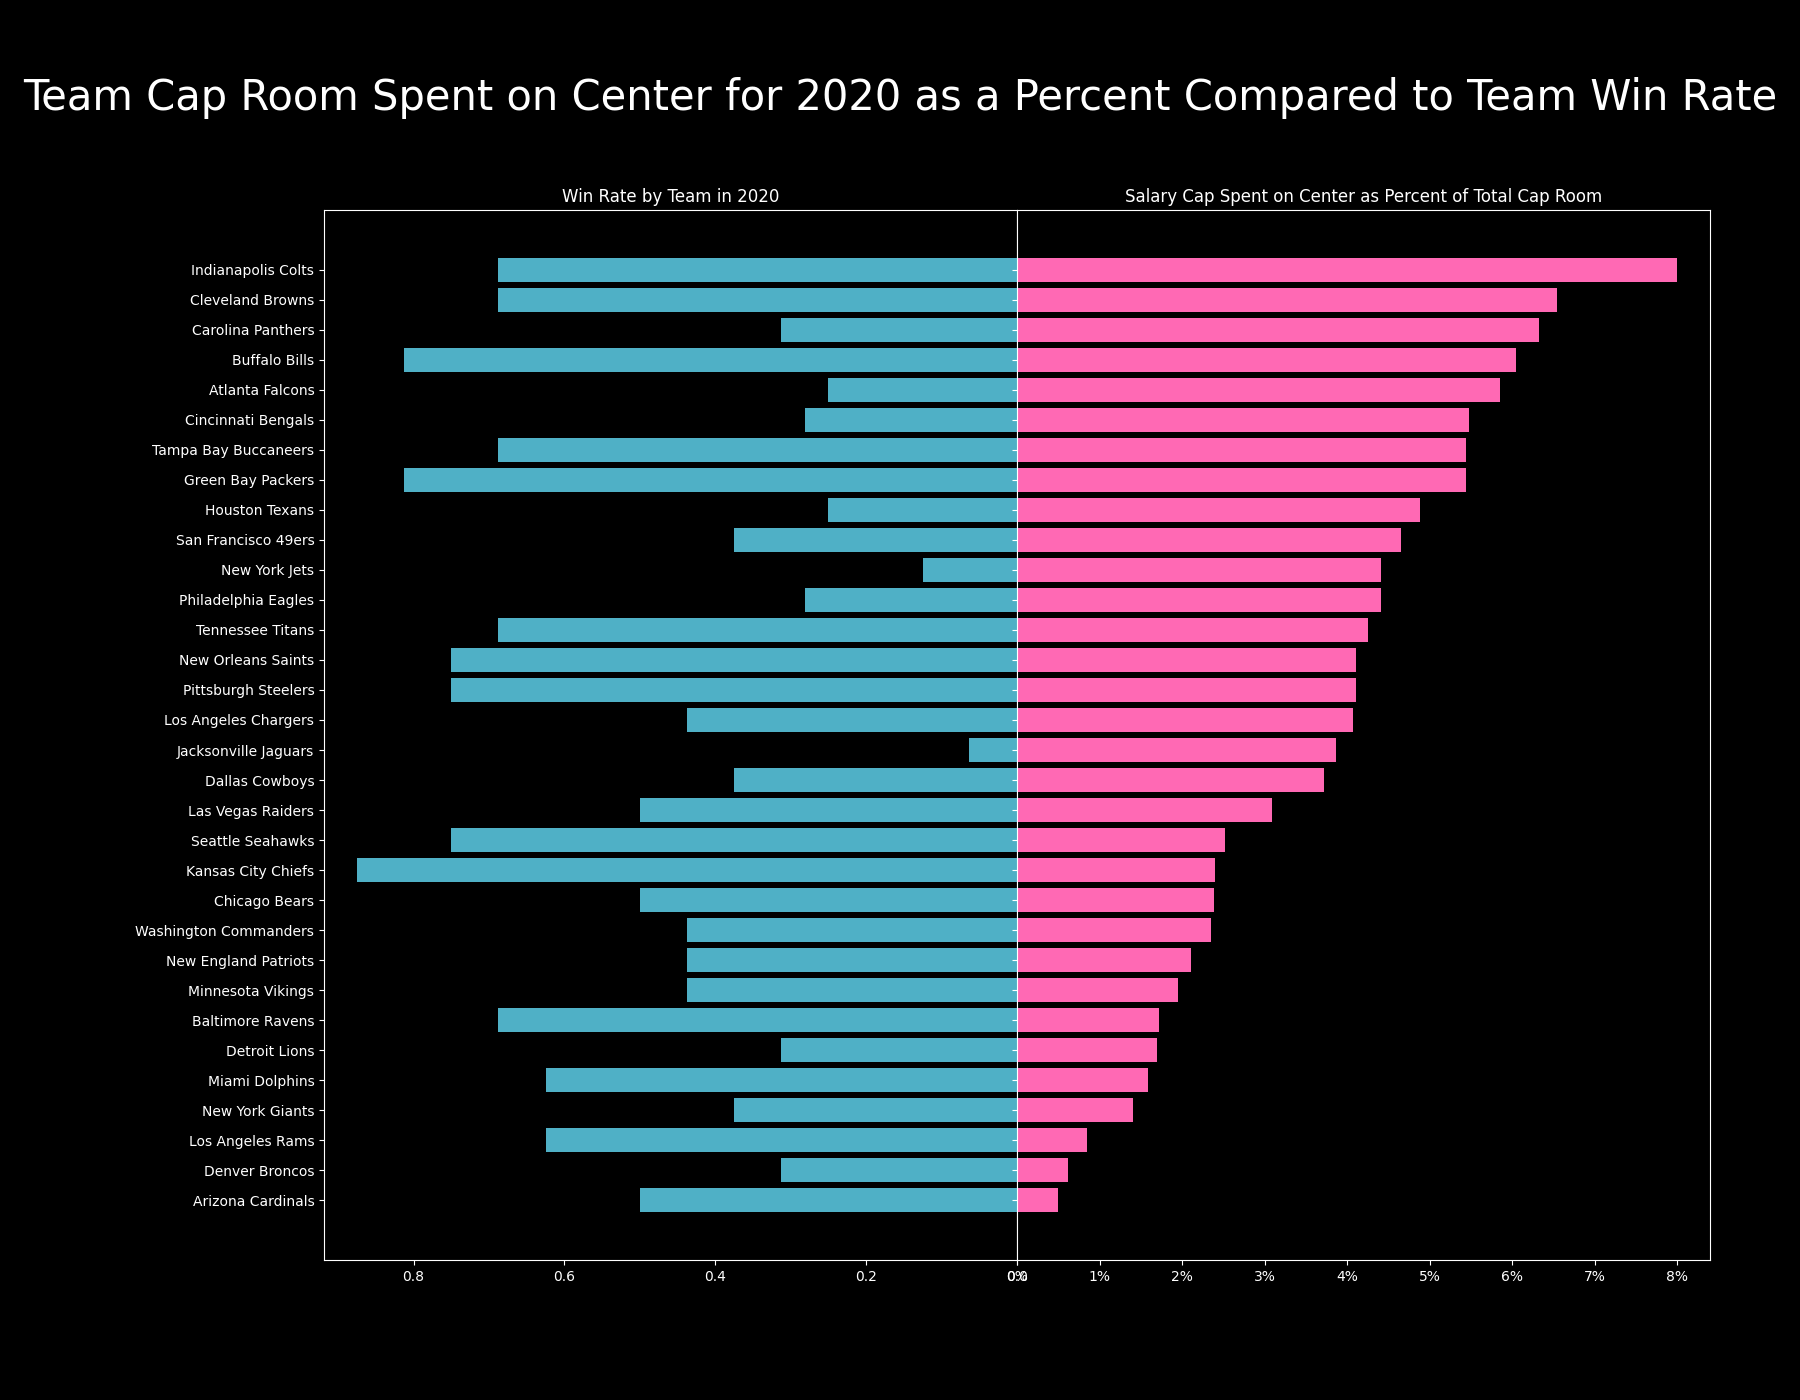 Team Cap Room Spent on Center for 2020 as a Percent Compared to Team Win Rate
Win Rate by Team in 2020
Salary Cap Spent on Center as Percent of Total Cap Room
Indianapolis Colts
Cleveland Browns
Carolina Panthers
Buffalo Bills
Atlanta Falcons
Cincinnati Bengals
Tampa Bay Buccaneers
Green Bay Packers
Houston Texans
San Francisco 49ers
New York Jets
Philadelphia Eagles
Tennessee Titans
New Orleans Saints
Pittsburgh Steelers
Los Angeles Chargers
Jacksonville Jaguars
Dallas Cowboys
Las Vegas Raiders
Seattle Seahawks
Kansas City Chiefs
Chicago Bears
Washington Commanders
New England Patriots
Minnesota Vikings
Baltimore Ravens
Detroit Lions
Miami Dolphins
New York Giants
Los Angeles Rams
Denver Broncos
Arizona Cardinals
0.8 0.6 0.4 0.2 0.0
0% 1% 2% 3% 4% 5% 6% 7% 8%